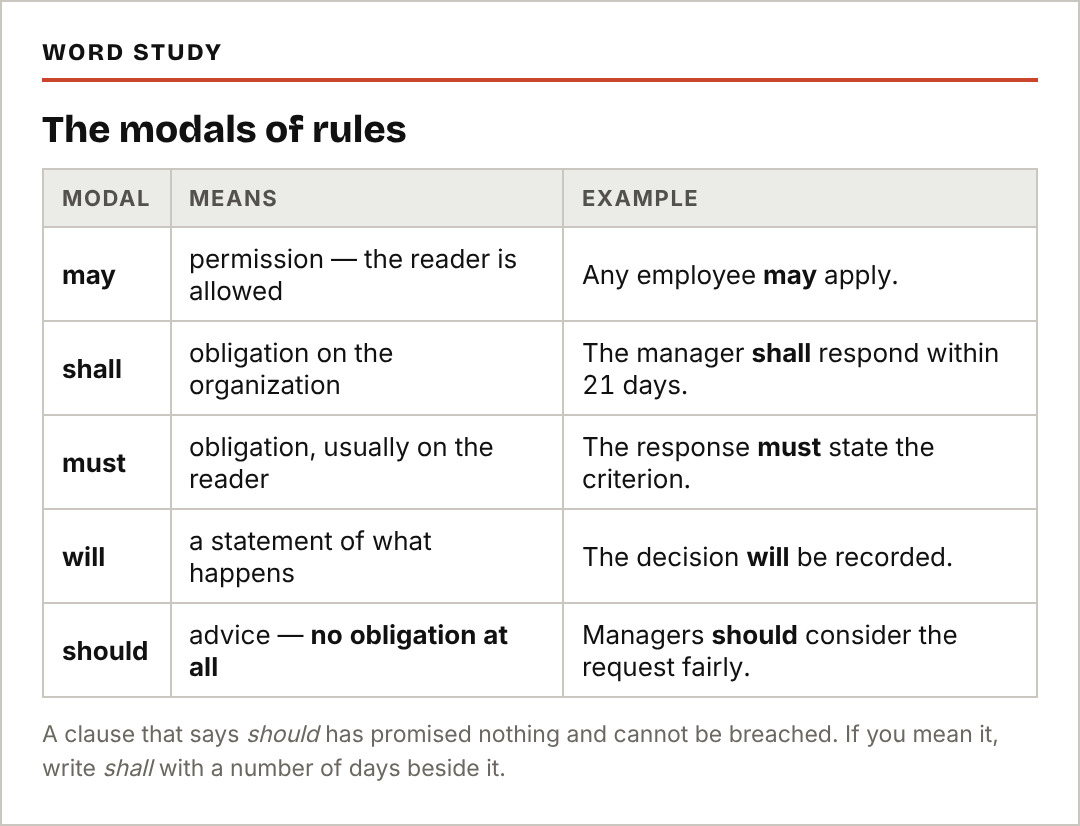 WORD STUDY
The modals of rules
MODAL MEANS EXAMPLE
may
permission — the reader is
allowed
Any employee may apply.
shall
obligation on the
organization
The manager shall respond within
21 days.
must
obligation, usually on the
reader
The response must state the
criterion.
will
a statement of what
happens
The decision will be recorded.
should
advice — no obligation at
all
Managers should consider the
request fairly.
A clause that says should has promised nothing and cannot be breached. If you mean it,
write shall with a number of days beside it.